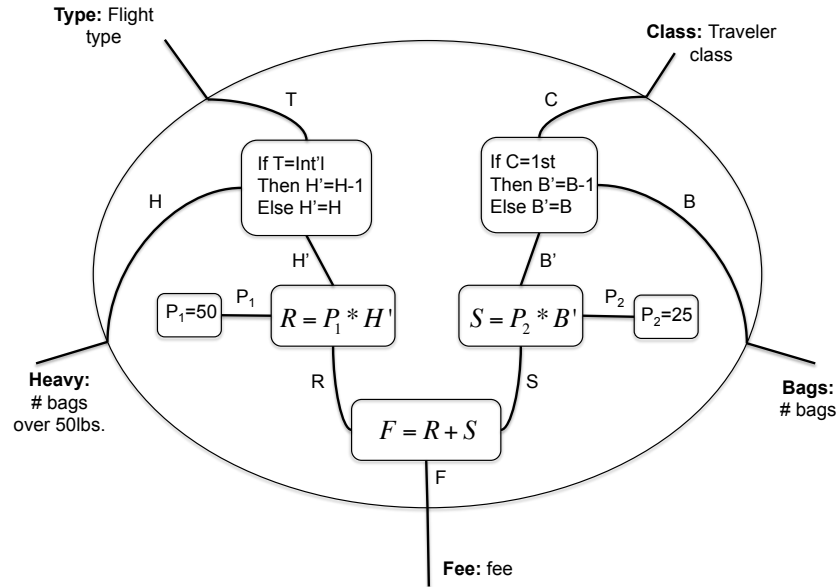 Type: Flight
type
Class: Traveler
class
T
C
If T=Int'l
Then H'=H-1
Else H'=H
If C=1st
Then B'=B-1
Else B'=B
H
B
H'
B'
P₁=50
P₁
R = P₁ * H'
S = P₂ * B'
P₂
P₂=25
Heavy:
# bags
over 50lbs.
Bags:
# bags
R
S
F = R + S
F
Fee: fee